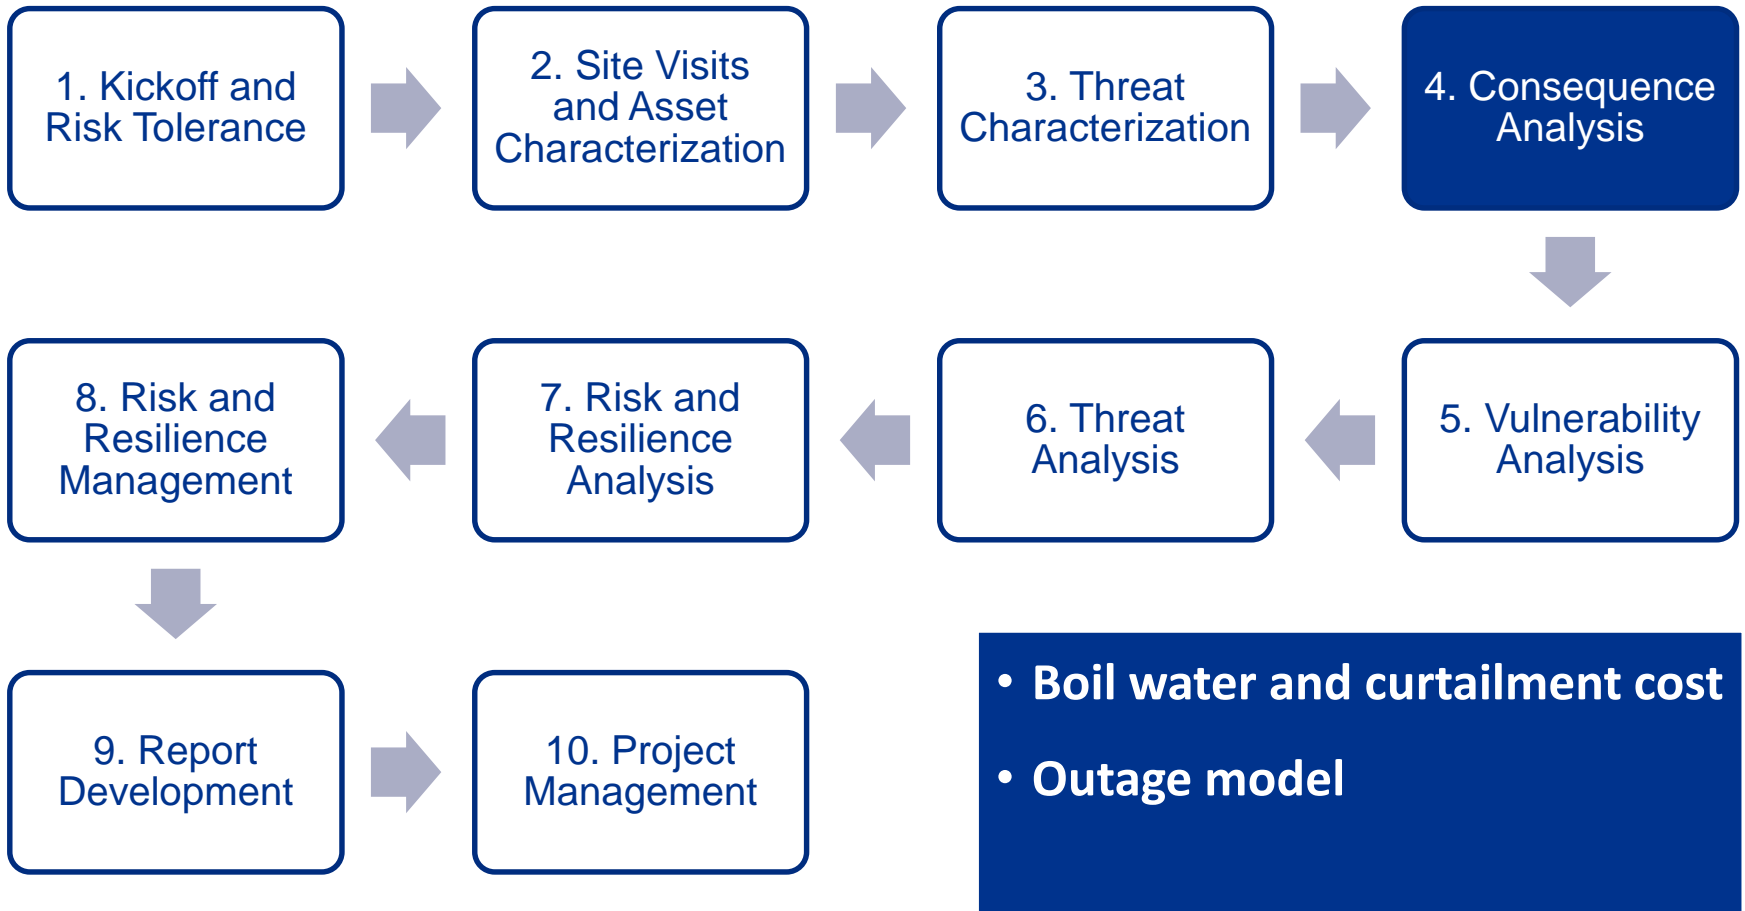 1. Kickoff and
Risk Tolerance
2. Site Visits
and Asset
Characterization
3. Threat
Characterization
4. Consequence
Analysis
5. Vulnerability
Analysis
6. Threat
Analysis
7. Risk and
Resilience
Analysis
8. Risk and
Resilience
Management
9. Report
Development
10. Project
Management
• Boil water and curtailment cost
• Outage model